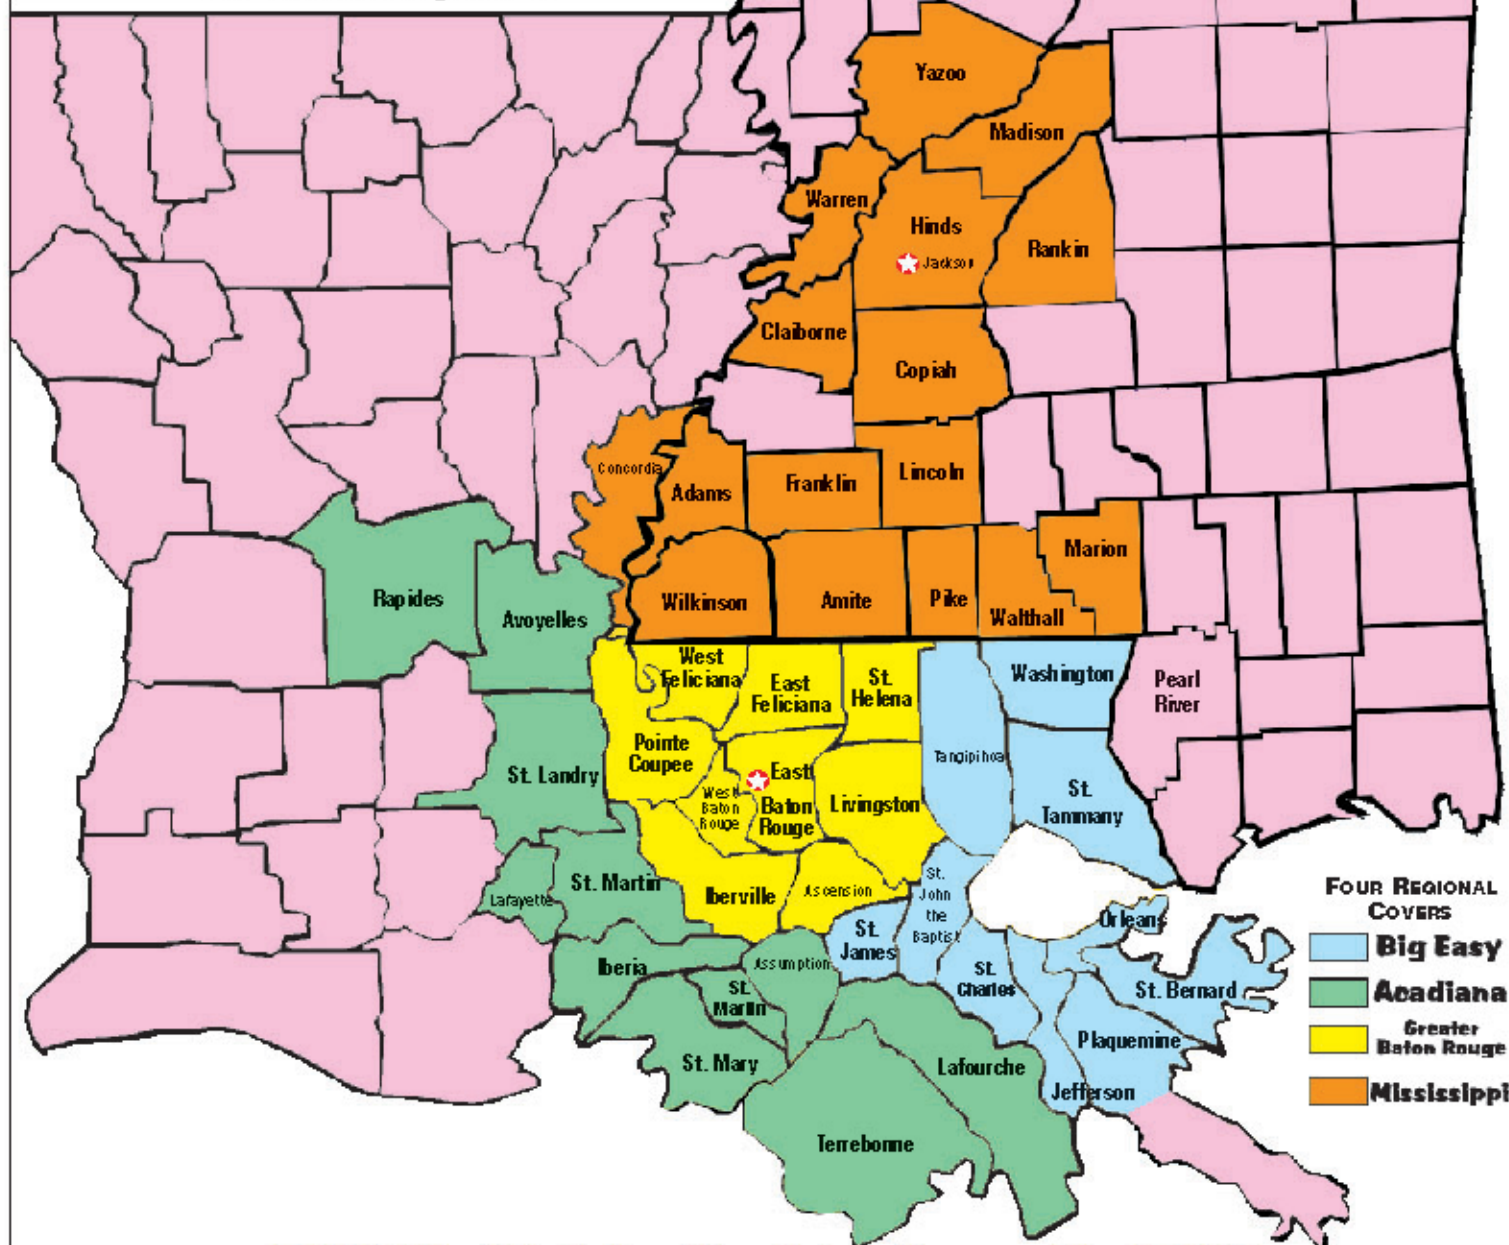 Yazoo
Madison
Warren
Hinds
Jackson
Rankin
Claiborne
Copiah
Concordia
Adams
Franklin
Lincoln
Marion
Wilkinson
Amite
Pike
Walthall
Rapides
Avoyelles
West
Feliciana
East
Feliciana
St.
Helena
Washington
Pearl
River
Pointe
Coupee
Tangipihoa
St. Landry
East
Baton
Rouge
West
Baton
Rouge
Livingston
St.
Tammany
Lafayette
St. Martin
Iberville
Ascension
St.
John
the
Baptist
St.
James
Orleans
Iberia
Assumption
St.
Martin
St.
Charles
St. Bernard
Plaquemine
St. Mary
Lafourche
Jefferson
Terrebonne
Four Regional
Covers
Big Easy
Acadiana
Greater
Baton Rouge
Mississippi